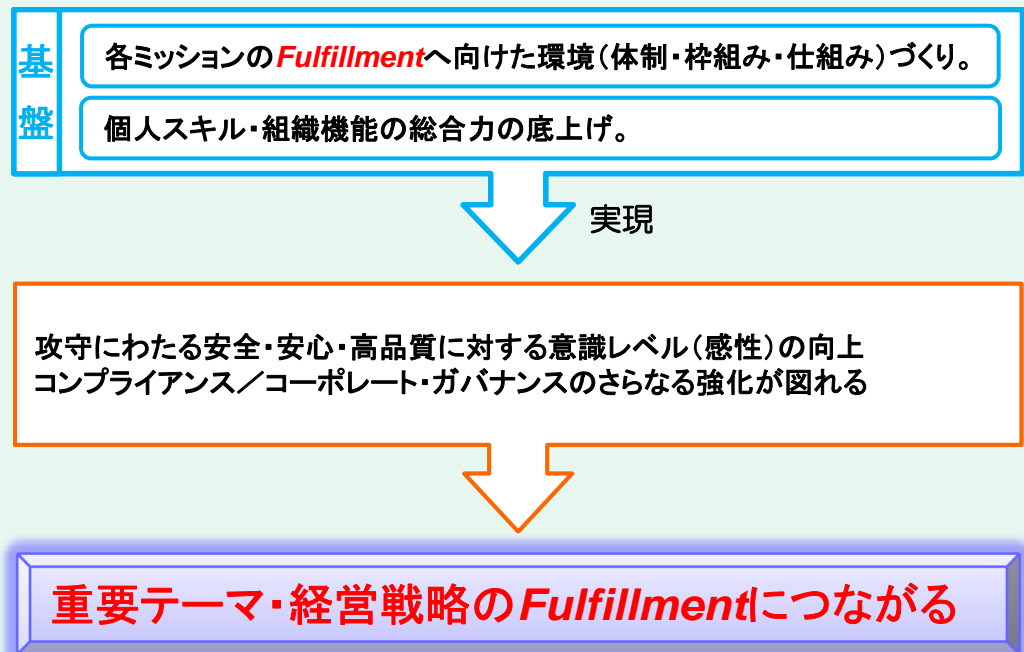 基盤
各ミッションのFulfillmentへ向けた環境(体制・枠組み・仕組み)づくり。
個人スキル・組織機能の総合力の底上げ。
実現
攻守にわたる安全・安心・高品質に対する意識レベル(感性)の向上
コンプライアンス/コーポレート・ガバナンスのさらなる強化が図れる
重要テーマ・経営戦略のFulfillmentにつながる